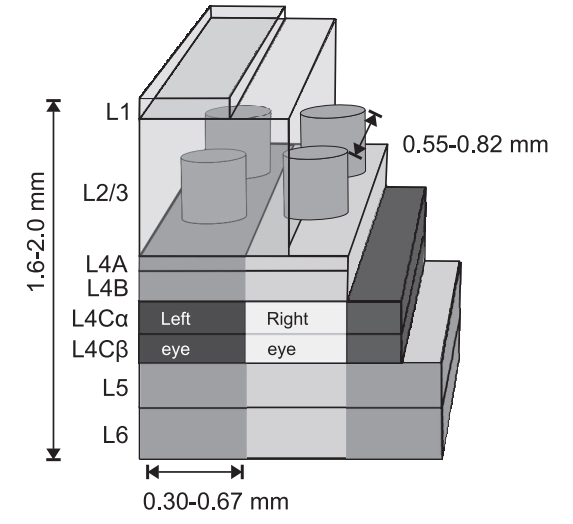 L1
0.55-0.82 mm
L2/3
1.6-2.0 mm
L4A
L4B
L4Cα Left Right
L4Cβ eye eye
L5
L6
0.30-0.67 mm